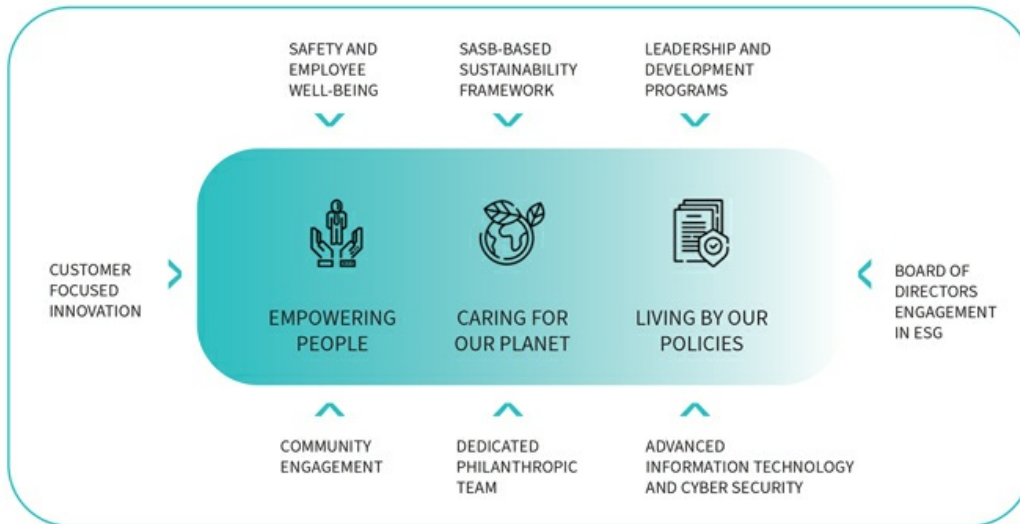 SAFETY AND
EMPLOYEE
WELL-BEING
SASB-BASED
SUSTAINABILITY
FRAMEWORK
LEADERSHIP AND
DEVELOPMENT
PROGRAMS
CUSTOMER
FOCUSED
INNOVATION
EMPOWERING
PEOPLE
CARING FOR
OUR PLANET
LIVING BY OUR
POLICIES
BOARD OF
DIRECTORS
ENGAGEMENT
IN ESG
COMMUNITY
ENGAGEMENT
DEDICATED
PHILANTHROPIC
TEAM
ADVANCED
INFORMATION TECHNOLOGY
AND CYBER SECURITY